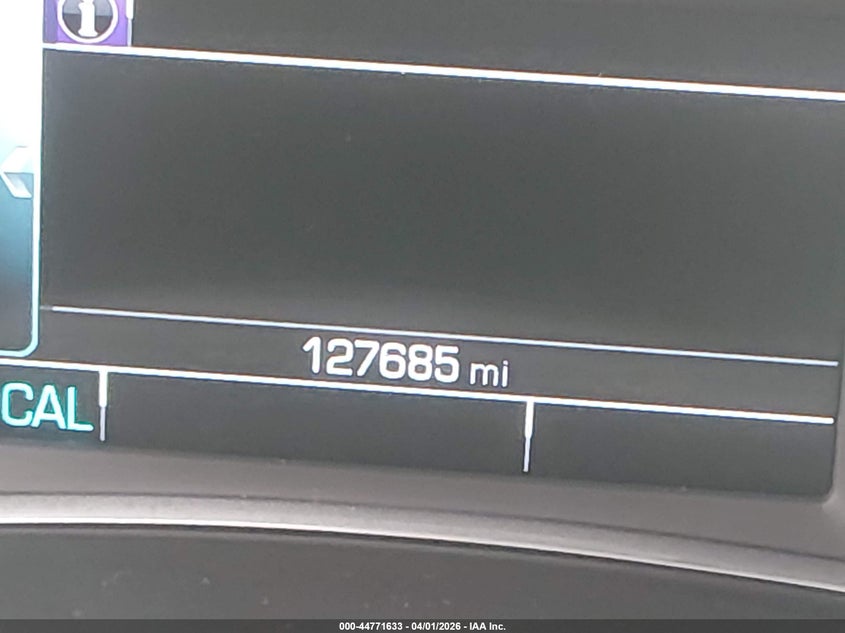 i
127685 mi
CAL
000-44771633 - 04/01/2026 - IAA Inc.